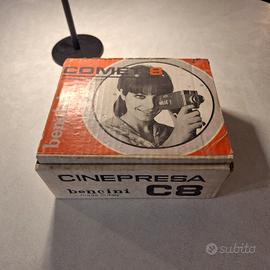 COMET 8
bencini
CINEPRESA
bencini C8
subito